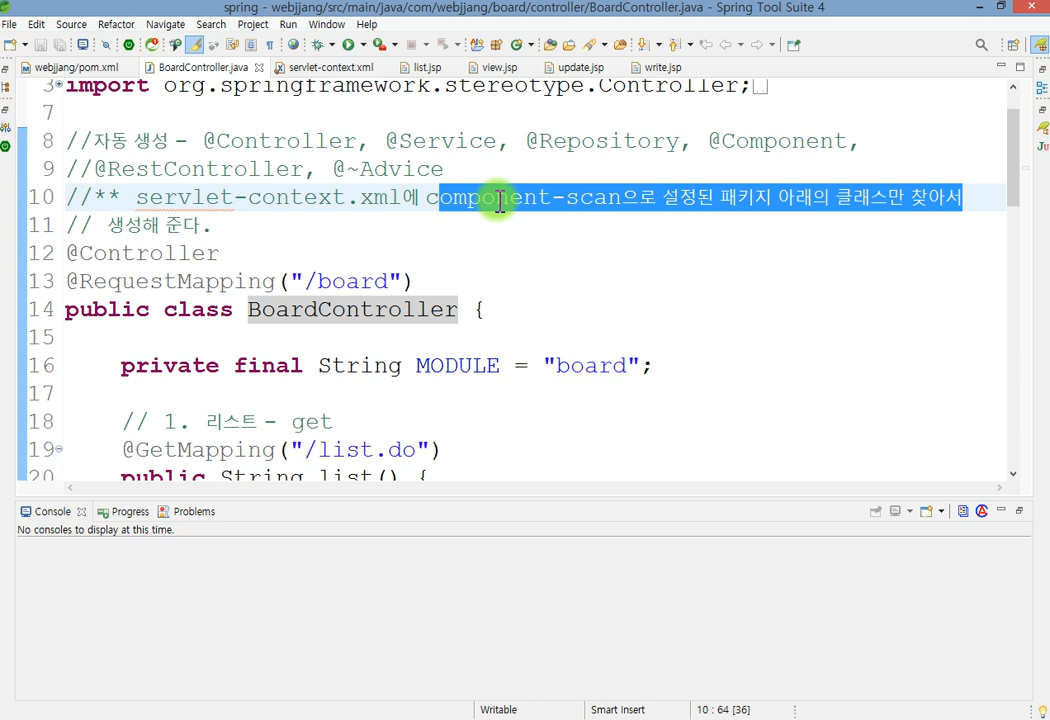 spring - webjjang/src/main/java/com/webjjang/board/controller/BoardController.java - Spring Tool Suite 4
File Edit Source Refactor Navigate Search Project Run Window Help
webjjang/pom.xml BoardController.java servlet-context.xml list.jsp view.jsp update.jsp write.jsp
3 import org.springframework.stereotype.Controller;
7
8 //자동 생성 - @Controller, @Service, @Repository, @Component,
9 //@RestController, @~Advice
10 //** servlet-context.xml에 component-scan으로 설정된 패키지 아래의 클래스만 찾아서
11 // 생성해 준다.
12 @Controller
13 @RequestMapping("/board")
14 public class BoardController {
15
16 private final String MODULE = "board";
17
18 // 1. 리스트 - get
19 @GetMapping("/list.do")
20 public String list() {
Console Progress Problems
No consoles to display at this time.
Writable Smart Insert 10 : 64 [36]